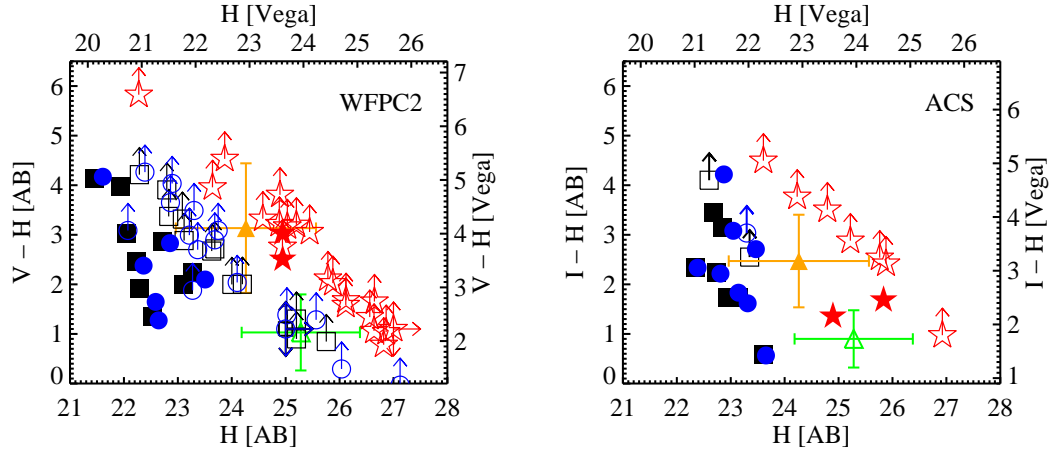 H [Vega]
20 21 22 23 24 25 26
WFPC2
V − H [AB]
6
5
4
3
2
1
0
7
6
5
4
3
2
V − H [Vega]
21 22 23 24 25 26 27 28
H [AB]
H [Vega]
21 22 23 24 25 26
ACS
I − H [AB]
6
5
4
3
2
1
0
6
5
4
3
2
1
I − H [Vega]
21 22 23 24 25 26 27 28
H [AB]